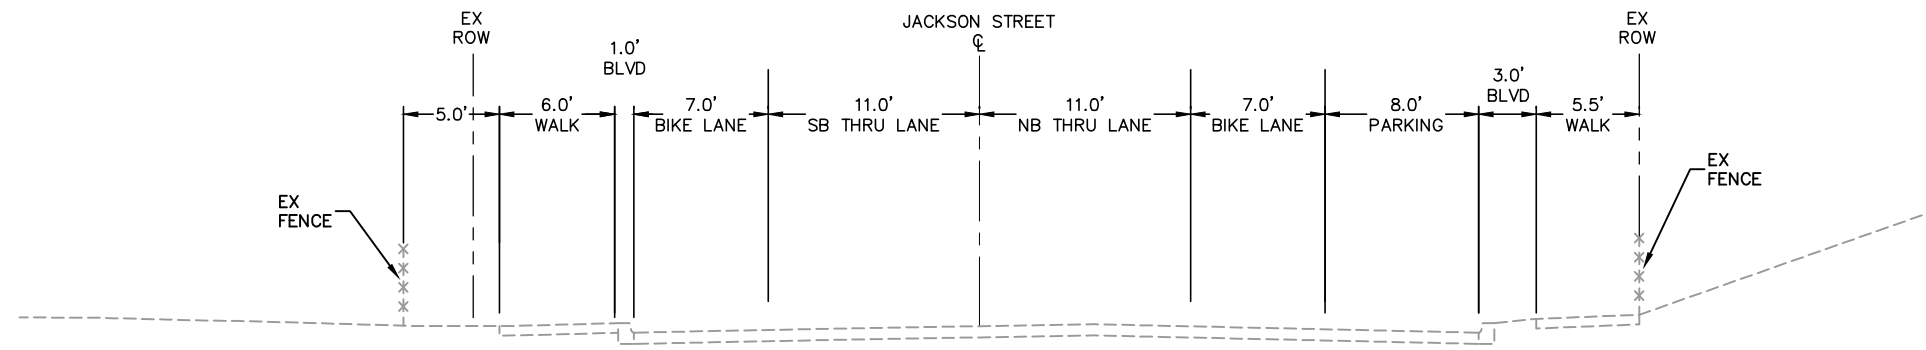 EX
ROW
JACKSON STREET
℄
EX
ROW
1.0'
BLVD
3.0'
BLVD
5.0'
6.0'
WALK
7.0'
BIKE LANE
11.0'
SB THRU LANE
11.0'
NB THRU LANE
7.0'
BIKE LANE
8.0'
PARKING
5.5'
WALK
EX
FENCE
EX
FENCE